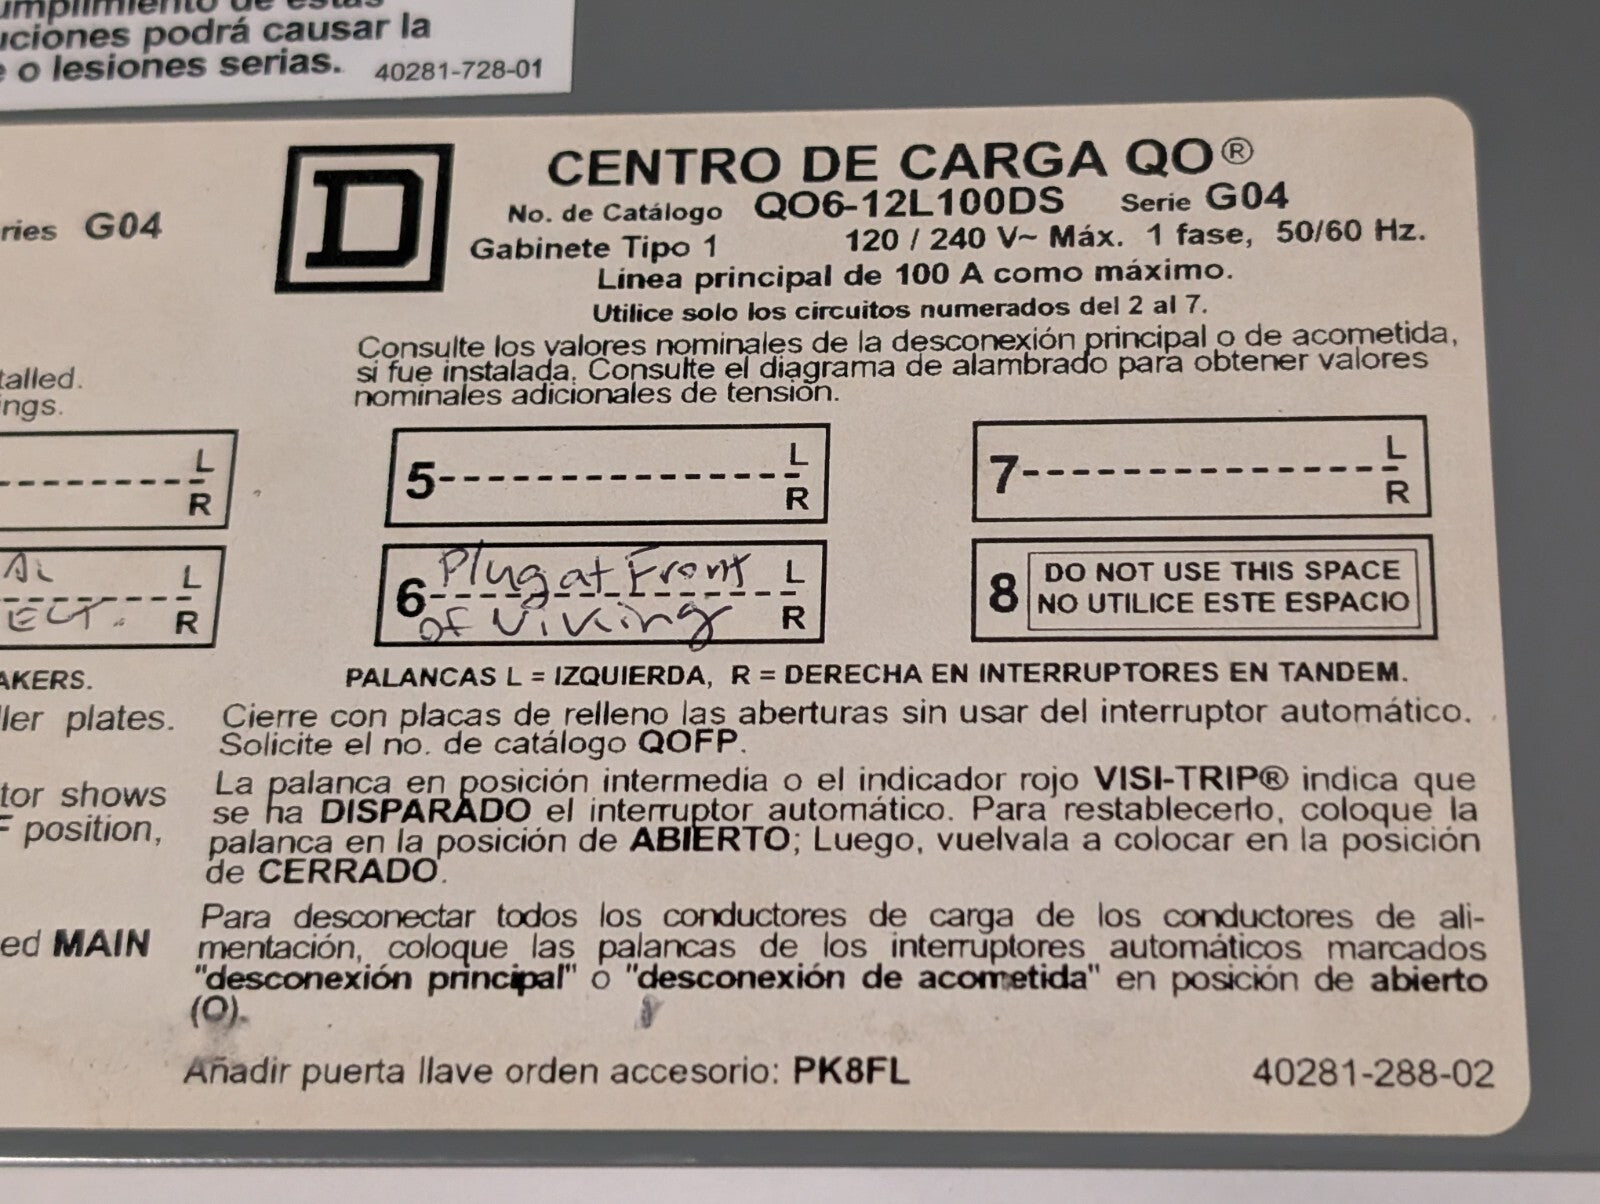 umplimiento de estas
uciones podrá causar la
e o lesiones serias. 40281-728-01
ries G04
D
CENTRO DE CARGA QO®
No. de Catálogo QO6-12L100DS Serie G04
Gabinete Tipo 1 120 / 240 V~ Máx. 1 fase, 50/60 Hz.
Línea principal de 100 A como máximo.
Utilice solo los circuitos numerados del 2 al 7.
Consulte los valores nominales de la desconexión principal o de acometida,
si fue instalada. Consulte el diagrama de alambrado para obtener valores
nominales adicionales de tensión.
talled.
ngs.
L
R
5 L
R
7 L
R
AL L
ECT. R
6 Plug at Front L
of Viking R
8 DO NOT USE THIS SPACE
NO UTILICE ESTE ESPACIO
AKERS.
PALANCAS L = IZQUIERDA, R = DERECHA EN INTERRUPTORES EN TANDEM.
ller plates.
Cierre con placas de relleno las aberturas sin usar del interruptor automático.
Solicite el no. de catálogo QOFP.
tor shows
F position,
La palanca en posición intermedia o el indicador rojo VISI-TRIP® indica que
se ha DISPARADO el interruptor automático. Para restablecerlo, coloque la
palanca en la posición de ABIERTO; Luego, vuelvala a colocar en la posición
de CERRADO.
ed MAIN
Para desconectar todos los conductores de carga de los conductores de ali-
mentación, coloque las palancas de los interruptores automáticos marcados
"desconexión principal" o "desconexión de acometida" en posición de abierto
(O).
Añadir puerta llave orden accesorio: PK8FL
40281-288-02